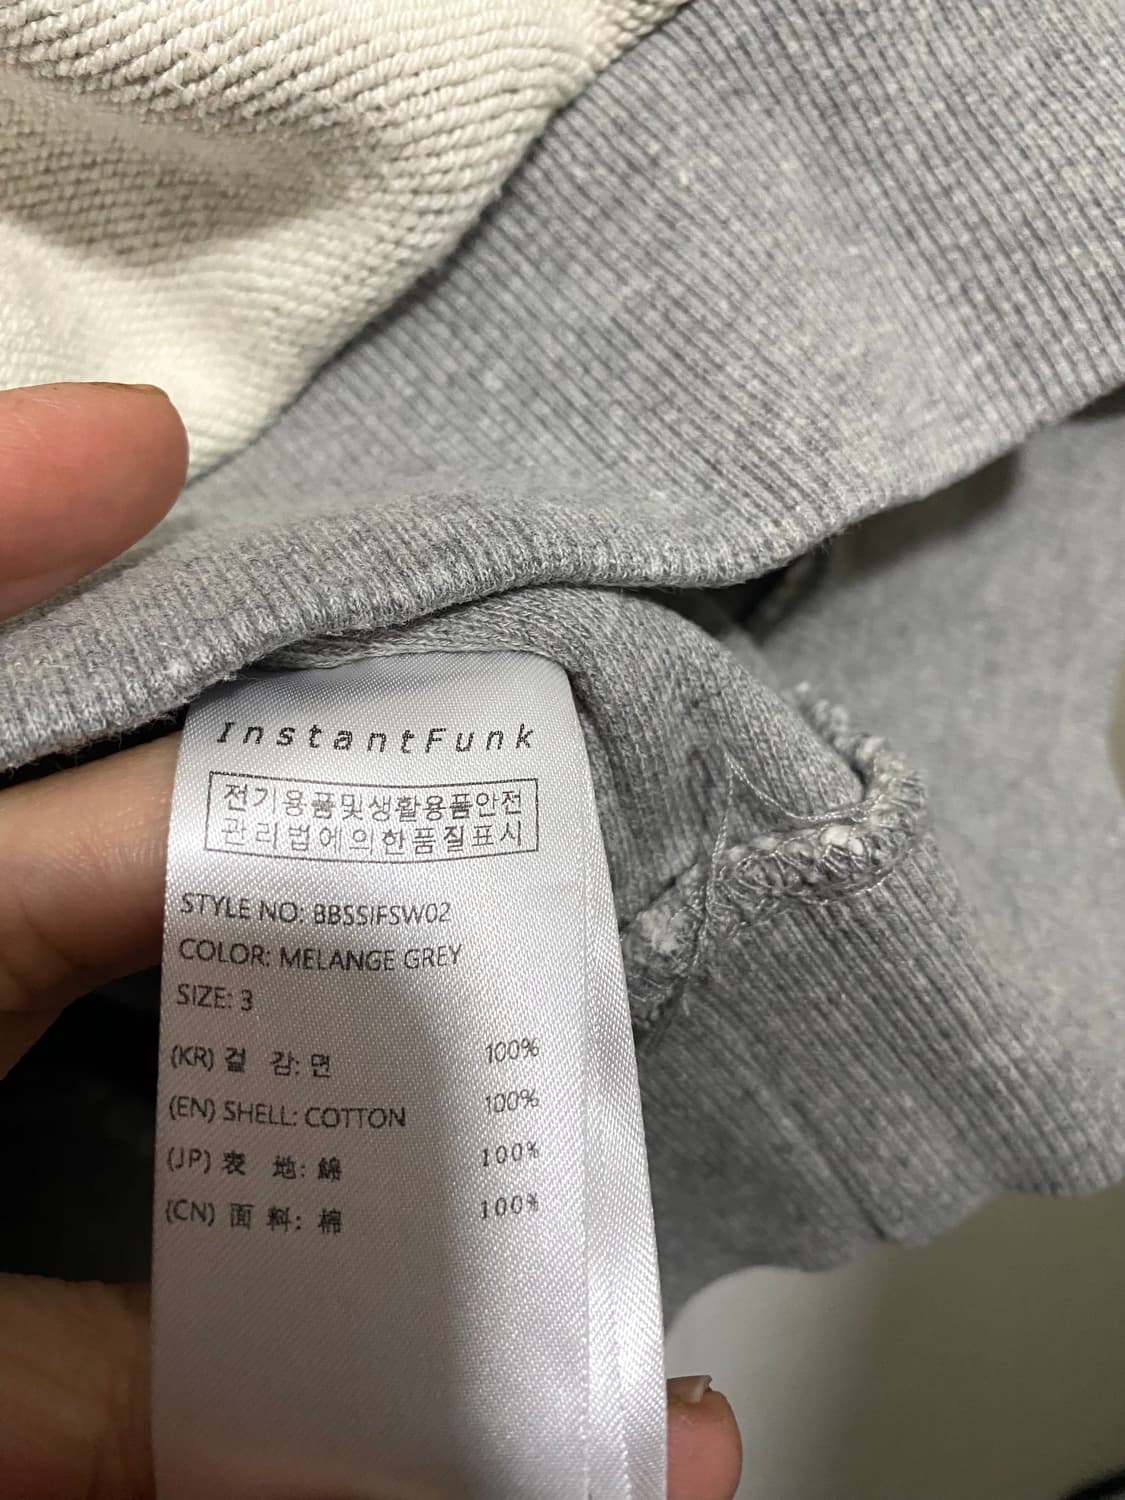 InstantFunk
전기용품및생활용품안전
관리법에의한품질표시
STYLE NO: BBSSIFSW02
COLOR: MELANGE GREY
SIZE: 3
(KR) 겉 감: 면 100%
(EN) SHELL: COTTON 100%
(JP) 表 地: 綿 100%
(CN) 面 料: 棉 100%